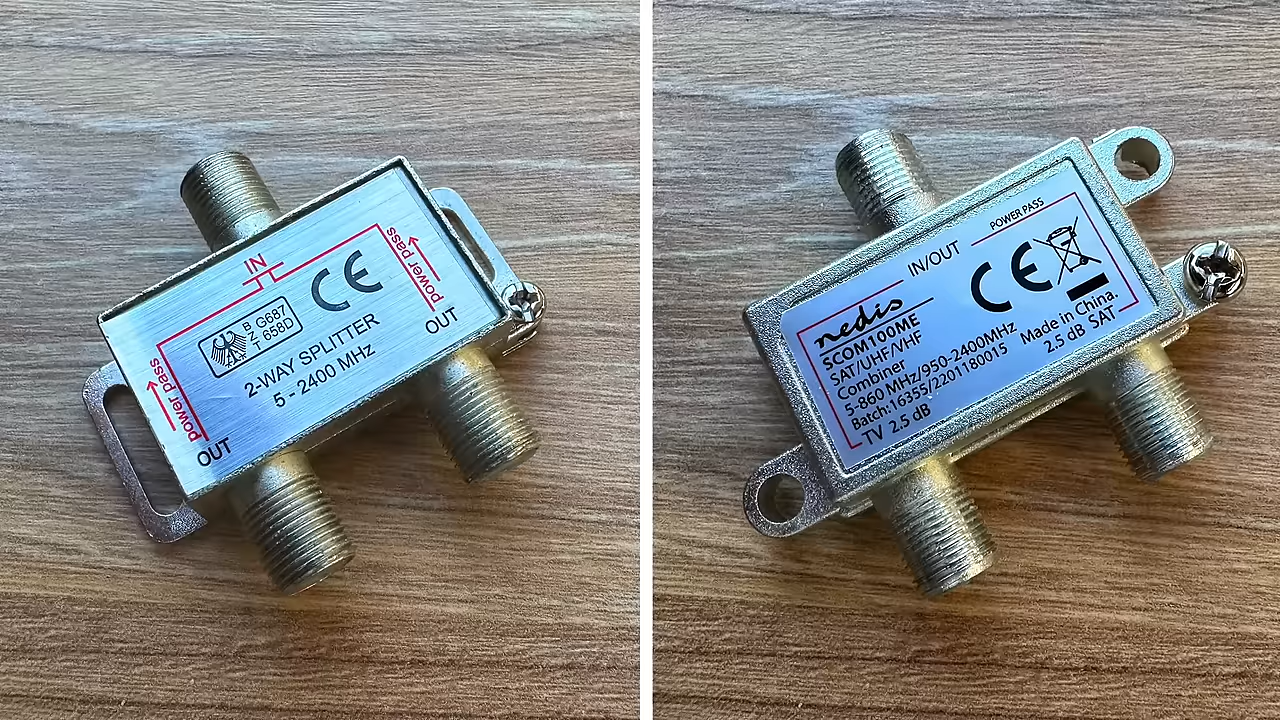 IN
power pass
OUT
power pass
OUT
B
Z
T
G687
658D
CE
2-WAY SPLITTER
5 - 2400 MHz
IN/OUT
POWER PASS
nedis
SCOM100ME
SAT/UHF/VHF
Combiner
5-860 MHz/950-2400MHz
Batch:16355/2201180015
TV 2.5 dB
CE
Made in China.
2.5 dB SAT